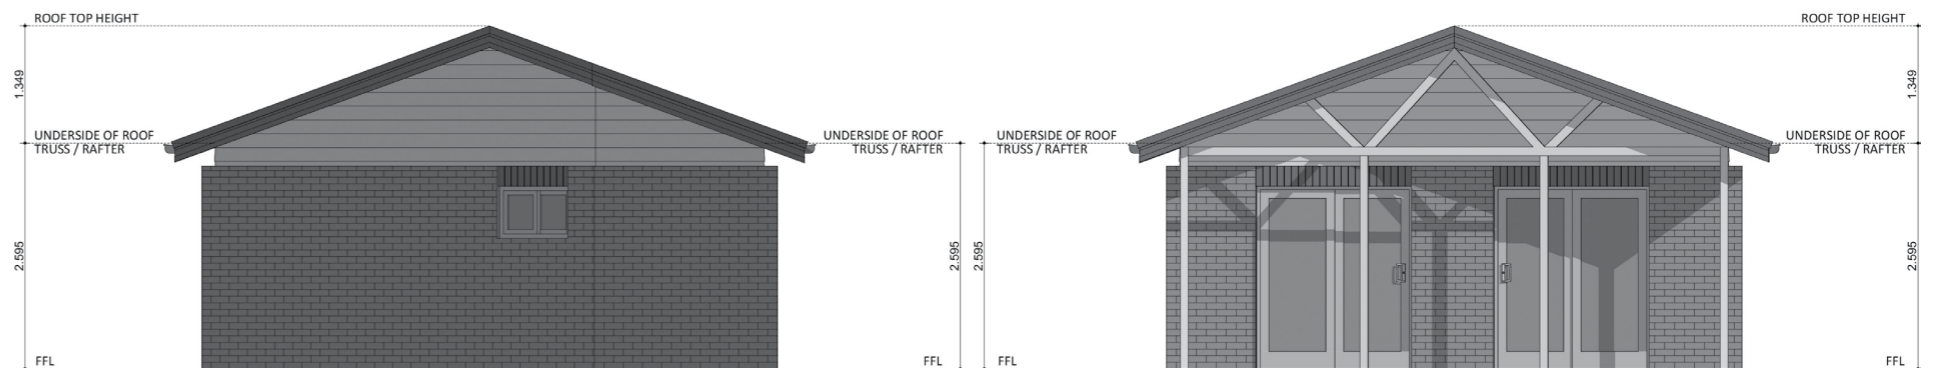 ROOF TOP HEIGHT
1.349
UNDERSIDE OF ROOF
TRUSS / RAFTER
2.595
FFL
UNDERSIDE OF ROOF
TRUSS / RAFTER
2.595
FFL
UNDERSIDE OF ROOF
TRUSS / RAFTER
2.595
FFL
ROOF TOP HEIGHT
1.349
UNDERSIDE OF ROOF
TRUSS / RAFTER
2.595
FFL